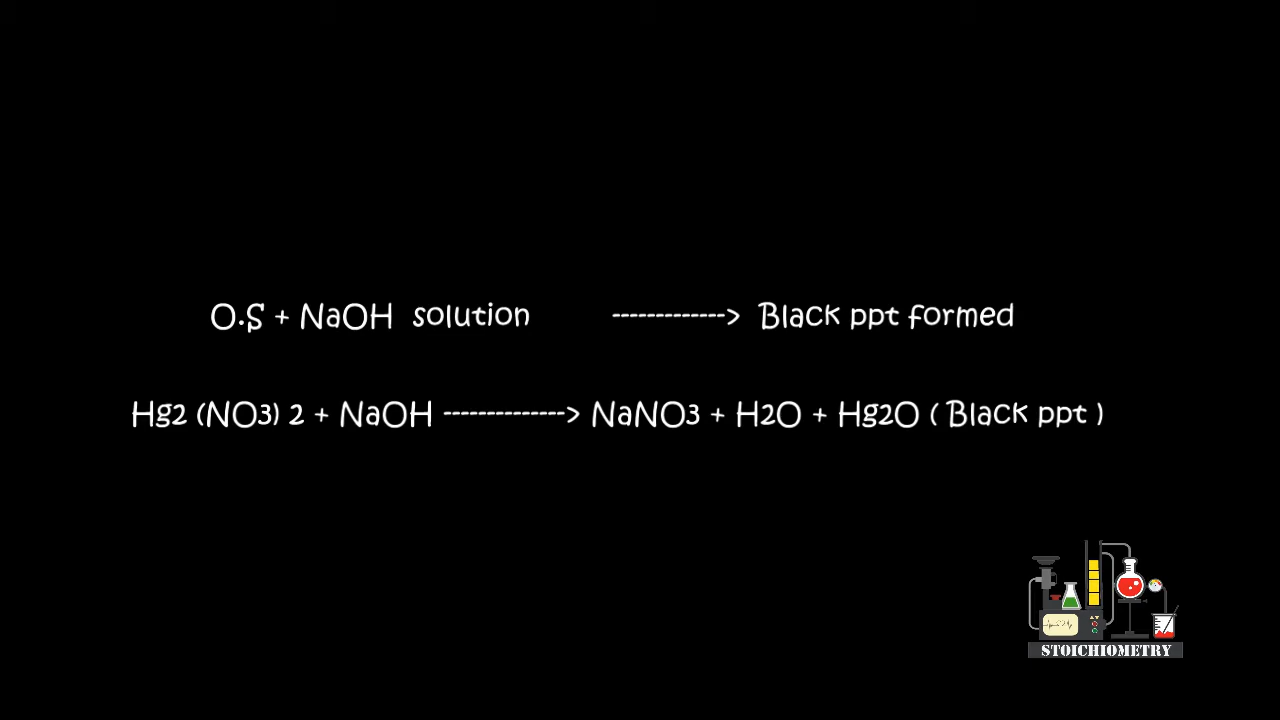 O.S + NaOH solution -------------> Black ppt formed
Hg2 (NO3) 2 + NaOH --------------> NaNO3 + H2O + Hg2O ( Black ppt )
STOICHIOMETRY